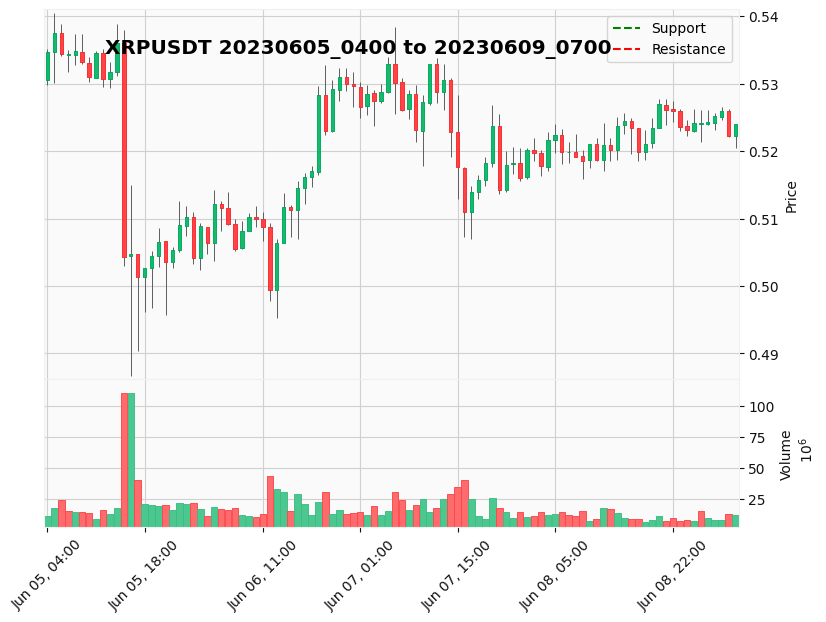 XRPUSDT 20230605_0400 to 20230609_0700
Support
Resistance
0.54
0.53
0.52
0.51
0.50
0.49
Price
100
75
50
25
Volume
10^6
Jun 05, 04:00
Jun 05, 18:00
Jun 06, 11:00
Jun 07, 01:00
Jun 07, 15:00
Jun 08, 05:00
Jun 08, 22:00